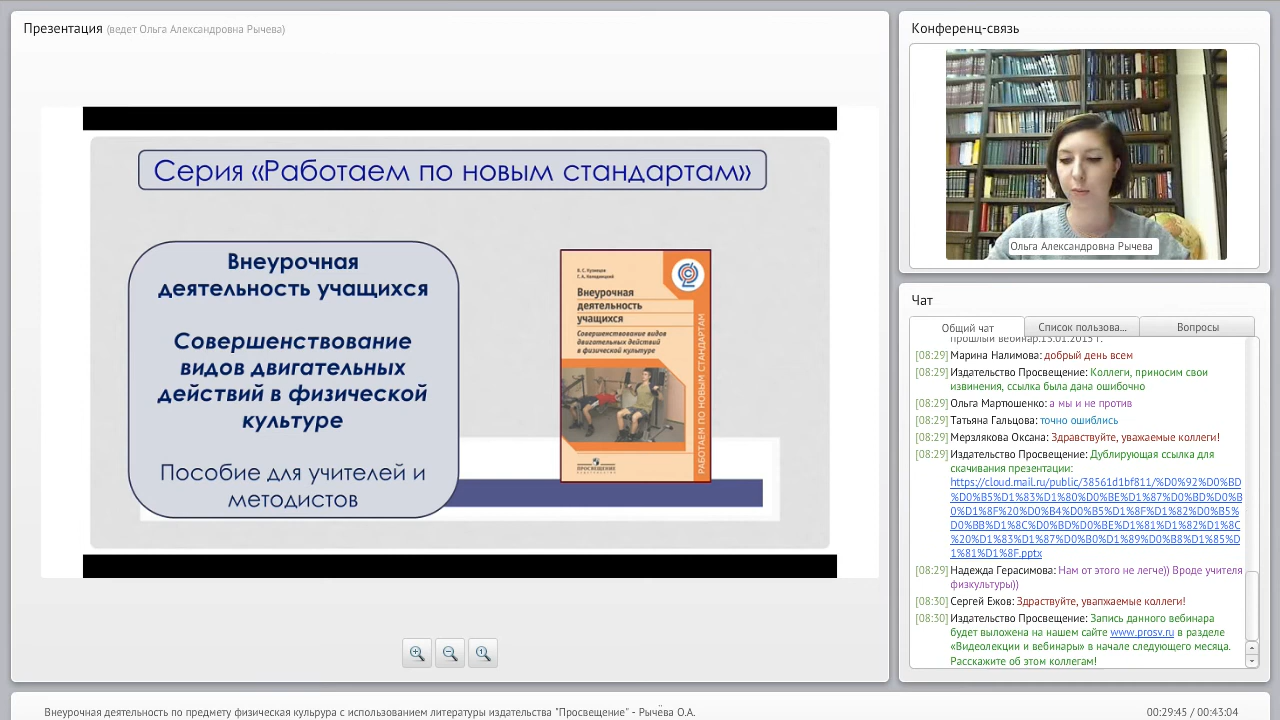 Презентация (ведет Ольга Александровна Рычева)
Серия «Работаем по новым стандартам»
Внеурочная
деятельность учащихся
Совершенствование
видов двигательных
действий в физической
культуре
Пособие для учителей и
методистов
В. С. Кузнецов
Г. А. Колодницкий
Внеурочная
деятельность
учащихся
Совершенствование видов
двигательных действий
в физической культуре
РАБОТАЕМ ПО НОВЫМ СТАНДАРТАМ
ПРОСВЕЩЕНИЕ
Конференц-связь
Ольга Александровна Рычева
Чат
Общий чат
Список пользова...
Вопросы
прошлый вебинар.13.01.2015 г.
[08:29] Марина Налимова: добрый день всем
[08:29] Издательство Просвещение: Коллеги, приносим свои
извинения, ссылка была дана ошибочно
[08:29] Ольга Мартюшенко: а мы и не против
[08:29] Татьяна Гальцова: точно ошиблись
[08:29] Мерзлякова Оксана: Здравствуйте, уважаемые коллеги!
[08:29] Издательство Просвещение: Дублирующая ссылка для
скачивания презентации:
https://cloud.mail.ru/public/38561d1bf811/%D0%92%D0%BD
%D0%B5%D1%83%D1%80%D0%BE%D1%87%D0%BD%D0%B
0%D1%8F%20%D0%B4%D0%B5%D1%8F%D1%82%D0%B5%
D0%BB%D1%8C%D0%BD%D0%BE%D1%81%D1%82%D1%8C
%20%D1%83%D1%87%D0%B0%D1%89%D0%B8%D1%85%D
1%81%D1%8F.pptx
[08:29] Надежда Герасимова: Нам от этого не легче)) Вроде учителя
физкультуры))
[08:30] Сергей Ежов: Здраствуйте, увапжаемые коллеги!
[08:30] Издательство Просвещение: Запись данного вебинара
будет выложена на нашем сайте www.prosv.ru в разделе
«Видеолекции и вебинары» в начале следующего месяца.
Расскажите об этом коллегам!
Внеурочная деятельность по предмету физическая кульрура с использованием литературы издательства "Просвещение" - Рычёва О.А.
00:29:45 / 00:43:04